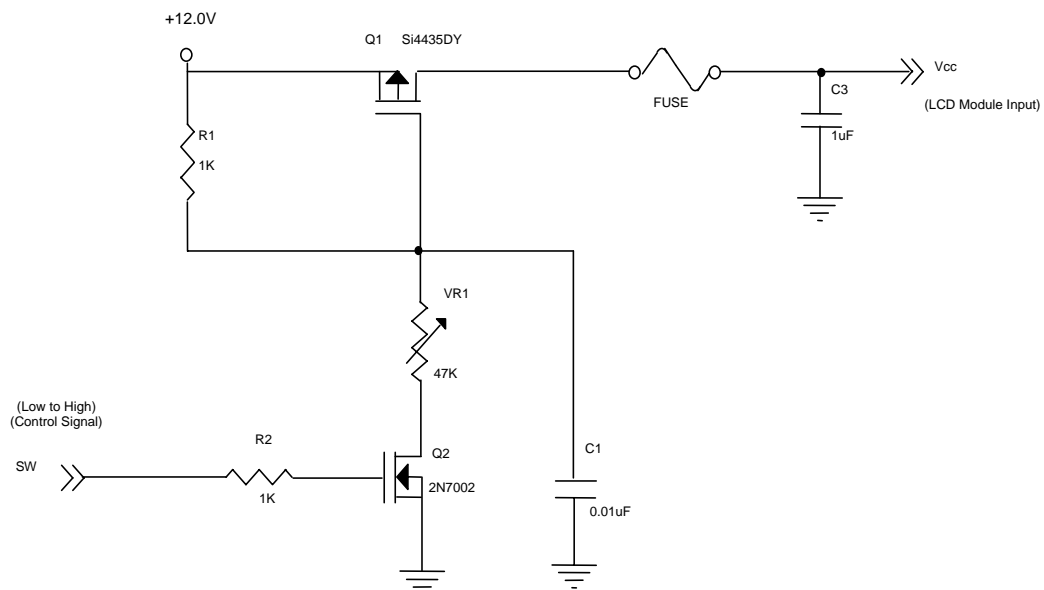 +12.0V
Q1 Si4435DY
Vcc
C3
(LCD Module Input)
FUSE
R1
1uF
1K
VR1
47K
(Low to High)
(Control Signal)
R2
Q2
C1
SW
2N7002
1K
0.01uF